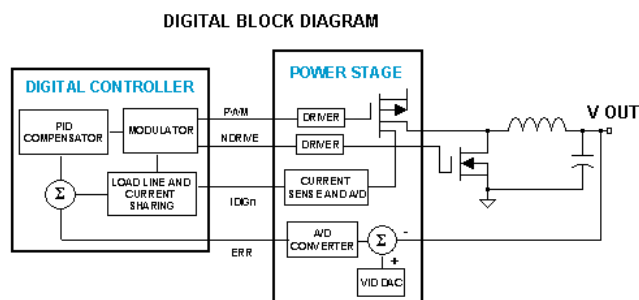 DIGITAL BLOCK DIAGRAM
DIGITAL CONTROLLER
POWER STAGE
PID
COMPENSATOR
MODULATOR
LOAD LINE AND
CURRENT
SHARING
Σ
PWM
NDRIVE
IDIGn
ERR
DRIVER
DRIVER
CURRENT
SENSE AND A/D
A/D
CONVERTER
Σ
-
+
VID DAC
V OUT